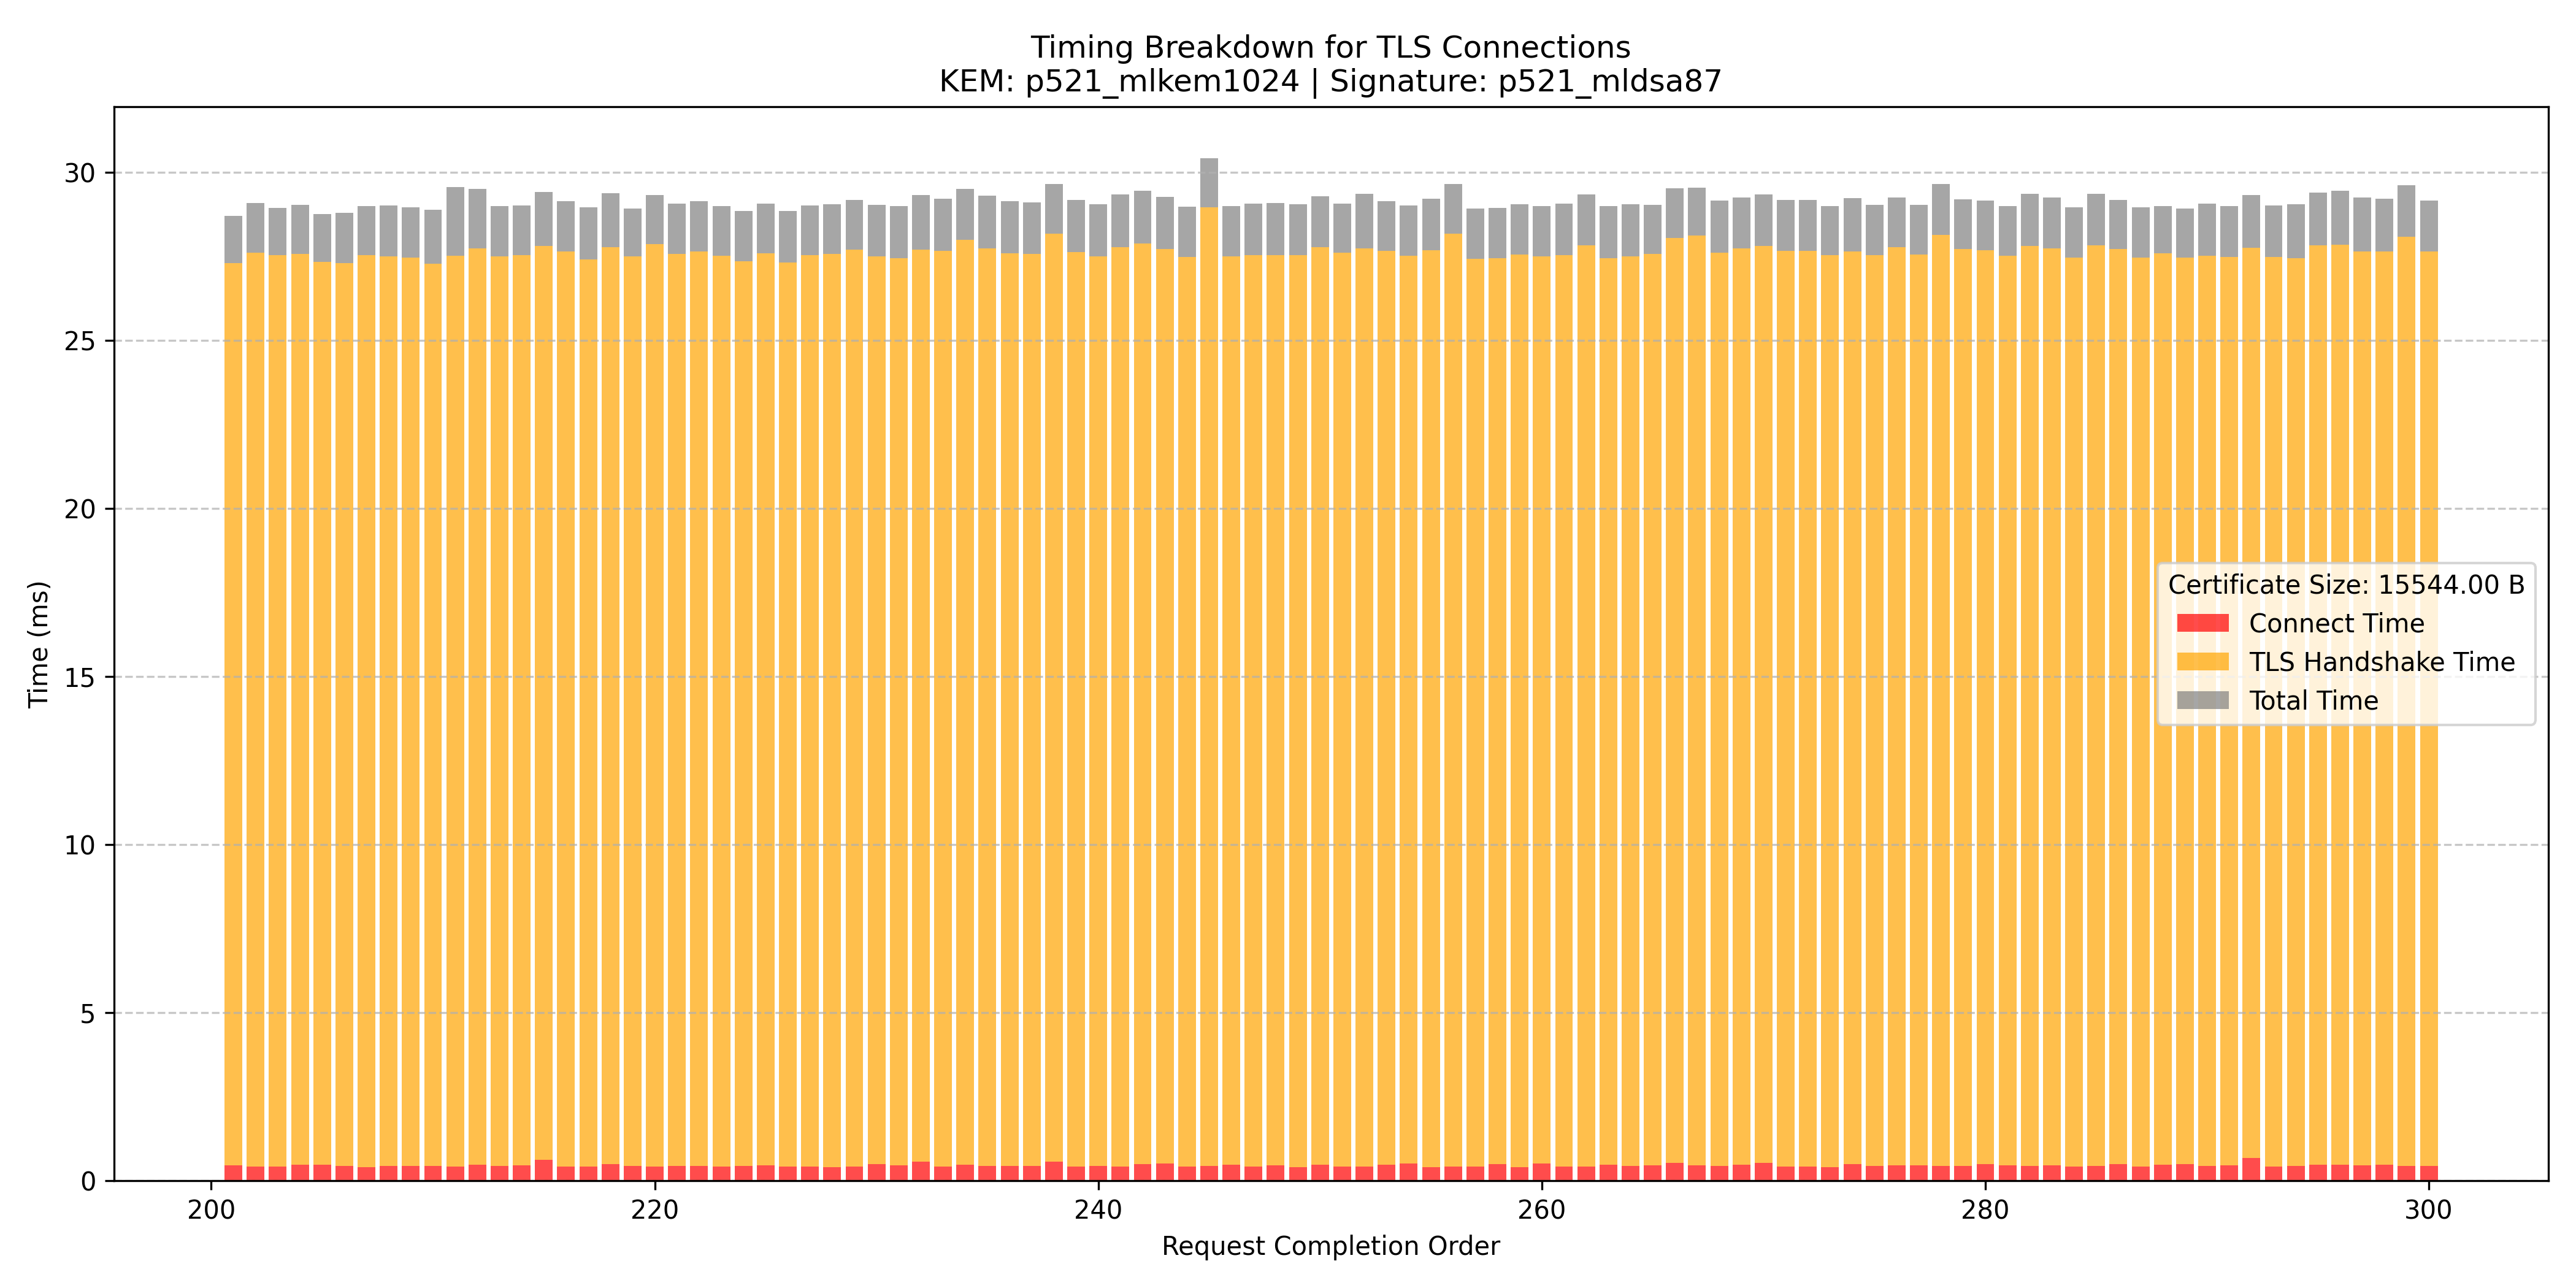 Timing Breakdown for TLS Connections
KEM: p521_mlkem1024 | Signature: p521_mldsa87
Time (ms)
30
25
20
15
10
5
0
Certificate Size: 15544.00 B
Connect Time
TLS Handshake Time
Total Time
200 220 240 260 280 300
Request Completion Order